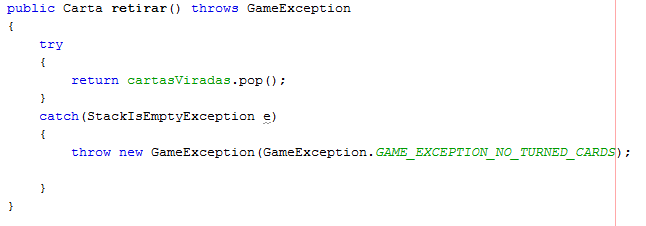 public Carta retirar() throws GameException
{
    try
    {
        return cartasViradas.pop();
    }
    catch(StackIsEmptyException e)
    {
        throw new GameException(GameException.GAME_EXCEPTION_NO_TURNED_CARDS);
    }
}